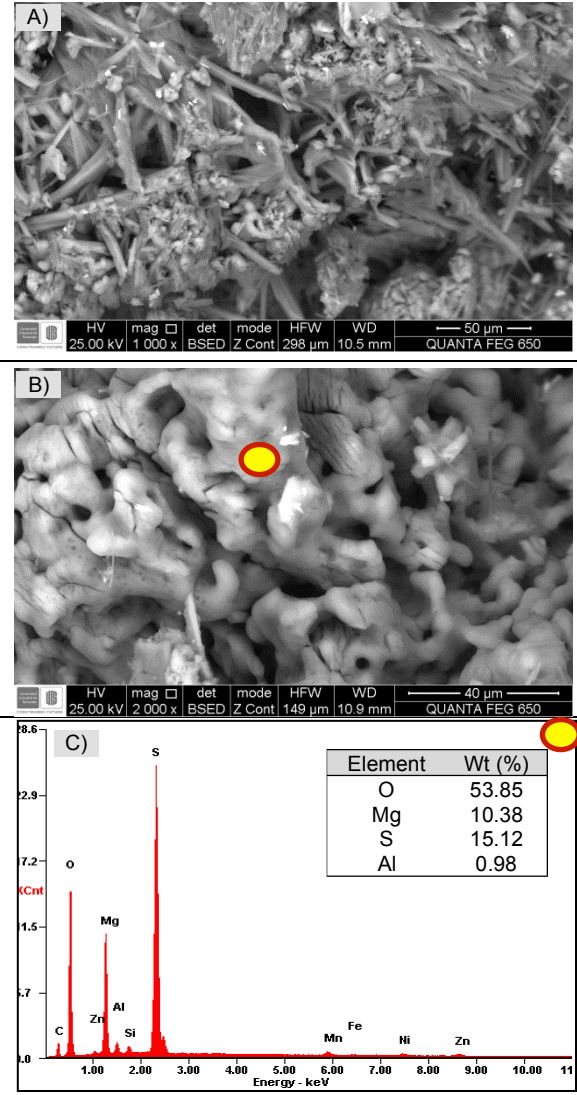 A)
HV mag □ det mode HFW WD 50 µm
25.00 kV 1 000 x BSED Z Cont 298 µm 10.5 mm QUANTA FEG 650
B)
HV mag □ det mode HFW WD 40 µm
25.00 kV 2 000 x BSED Z Cont 149 µm 10.9 mm QUANTA FEG 650
C)
28.6
22.9
17.2
KCnt
11.5
5.7
0.0
C
O
Zn
Mg
Al
Si
S
Mn
Fe
Ni
Zn
Element Wt (%)
O 53.85
Mg 10.38
S 15.12
Al 0.98
1.00 2.00 3.00 4.00 5.00 6.00 7.00 8.00 9.00 10.00 11
Energy - keV